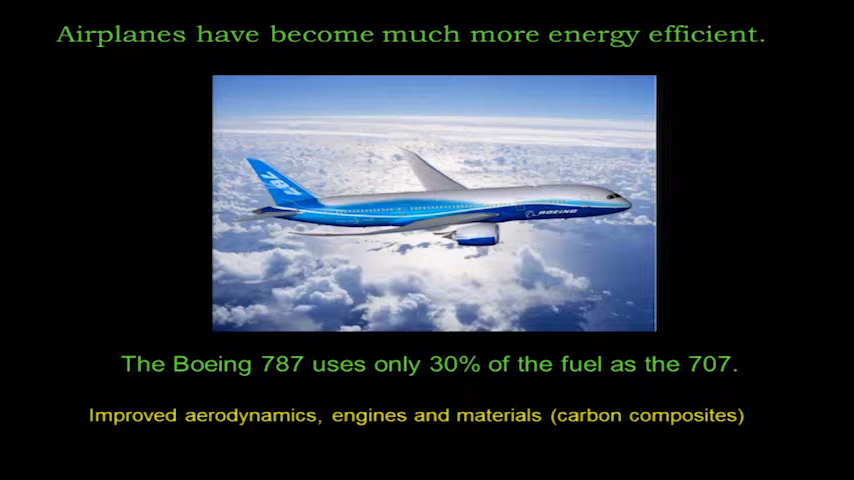 Airplanes have become much more energy efficient.
787
BOEING
The Boeing 787 uses only 30% of the fuel as the 707.
Improved aerodynamics, engines and materials (carbon composites)